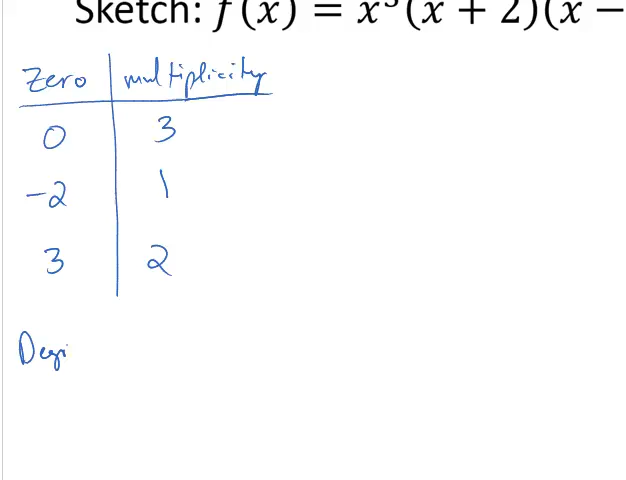 Sketch: f(x) = x³(x + 2)(x −
Zero multiplicity
0 3
-2 1
3 2
Degr